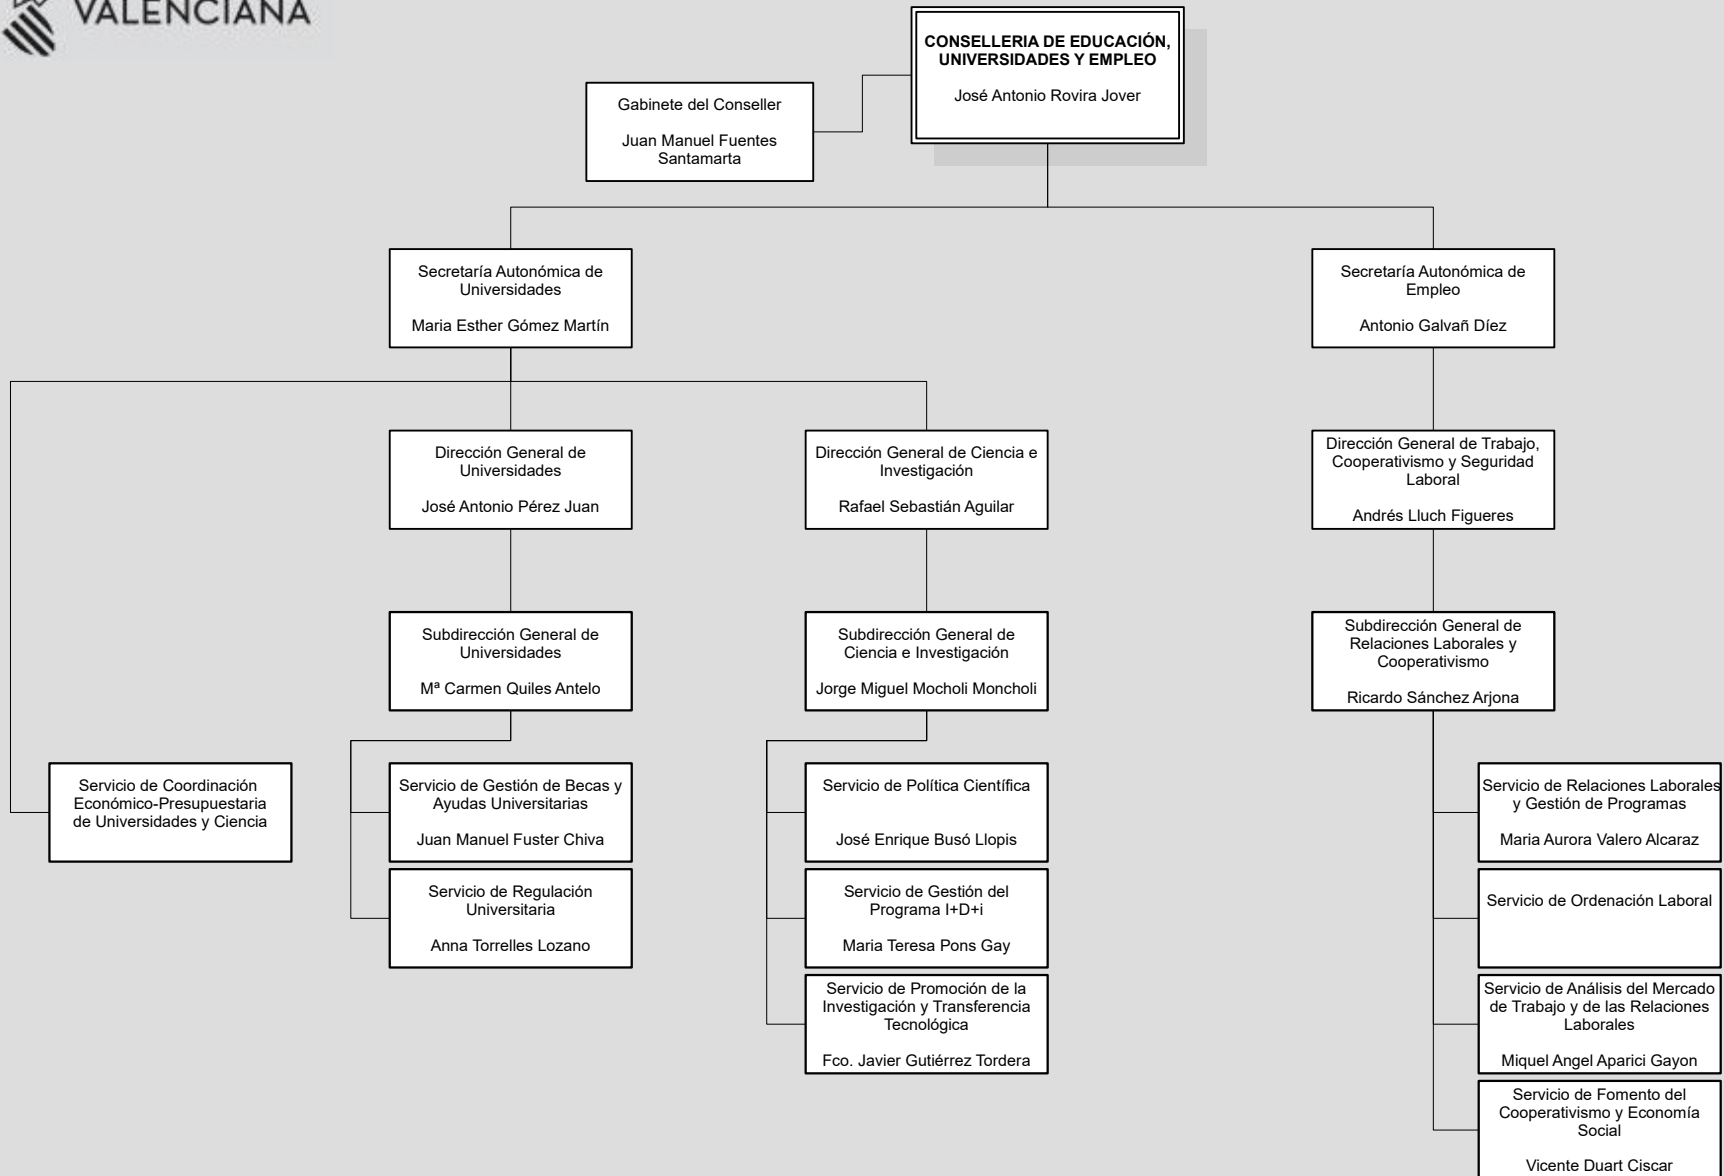 VALENCIANA
CONSELLERIA DE EDUCACIÓN,
UNIVERSIDADES Y EMPLEO
José Antonio Rovira Jover
Gabinete del Conseller
Juan Manuel Fuentes
Santamarta
Secretaría Autonómica de
Universidades
Maria Esther Gómez Martín
Secretaría Autonómica de
Empleo
Antonio Galvañ Díez
Dirección General de
Universidades
José Antonio Pérez Juan
Dirección General de Ciencia e
Investigación
Rafael Sebastián Aguilar
Dirección General de Trabajo,
Cooperativismo y Seguridad
Laboral
Andrés Lluch Figueres
Subdirección General de
Universidades
Mª Carmen Quiles Antelo
Subdirección General de
Ciencia e Investigación
Jorge Miguel Mocholi Moncholi
Subdirección General de
Relaciones Laborales y
Cooperativismo
Ricardo Sánchez Arjona
Servicio de Coordinación
Económico-Presupuestaria
de Universidades y Ciencia
Servicio de Gestión de Becas y
Ayudas Universitarias
Juan Manuel Fuster Chiva
Servicio de Política Científica
José Enrique Busó Llopis
Servicio de Relaciones Laborales
y Gestión de Programas
Maria Aurora Valero Alcaraz
Servicio de Regulación
Universitaria
Anna Torrelles Lozano
Servicio de Gestión del
Programa I+D+i
Maria Teresa Pons Gay
Servicio de Ordenación Laboral
Servicio de Promoción de la
Investigación y Transferencia
Tecnológica
Fco. Javier Gutiérrez Tordera
Servicio de Análisis del Mercado
de Trabajo y de las Relaciones
Laborales
Miquel Angel Aparici Gayon
Servicio de Fomento del
Cooperativismo y Economía
Social
Vicente Duart Ciscar